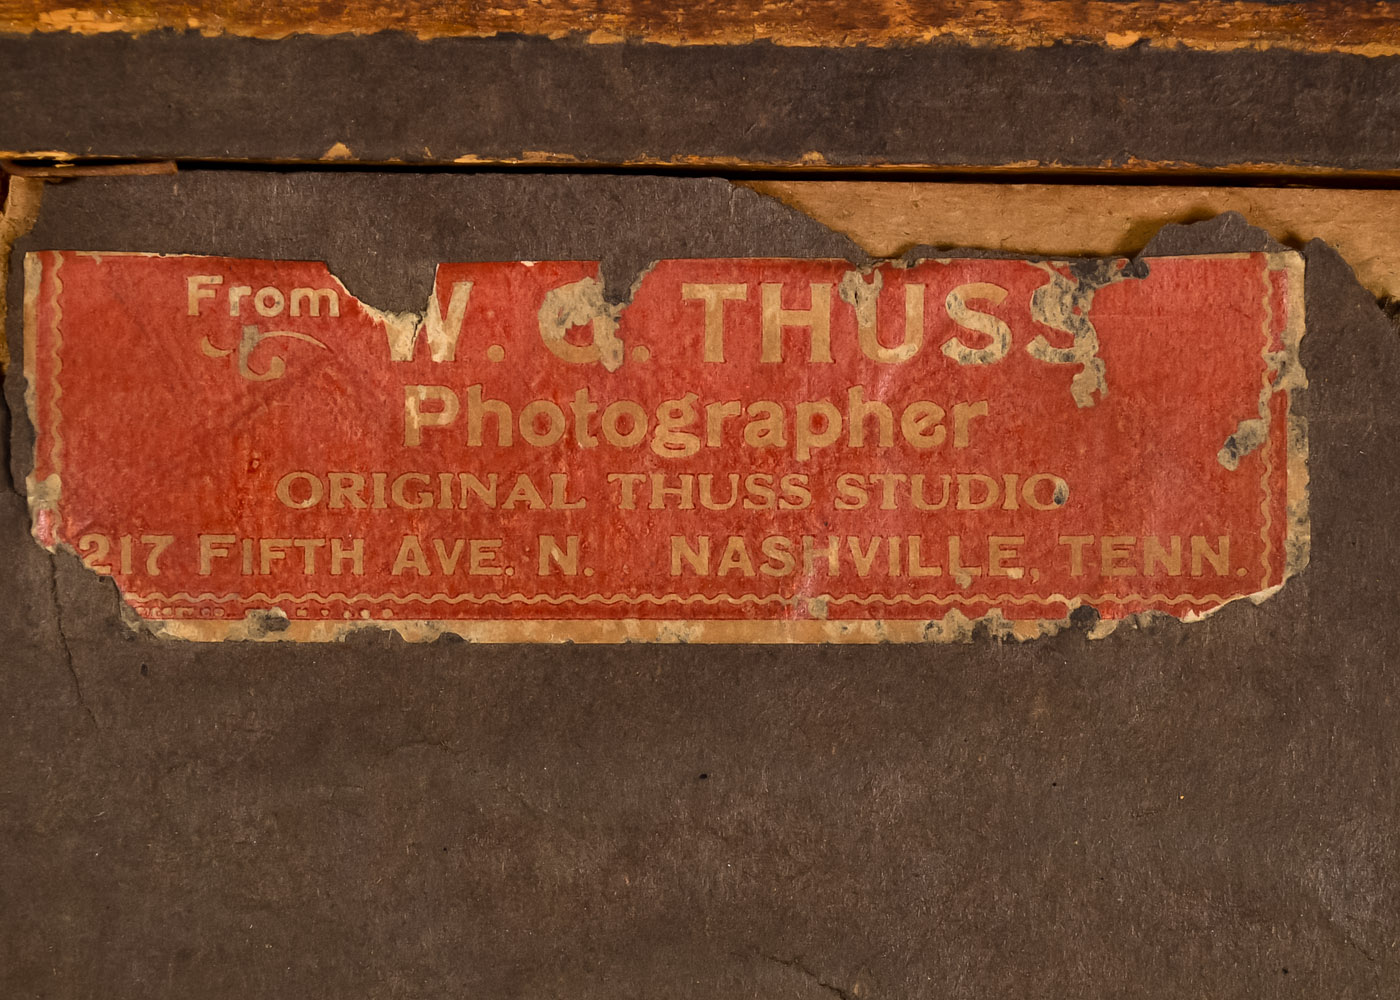 From W. G. THUSS
Photographer
ORIGINAL THUSS STUDIO
217 FIFTH AVE. N. NASHVILLE, TENN.